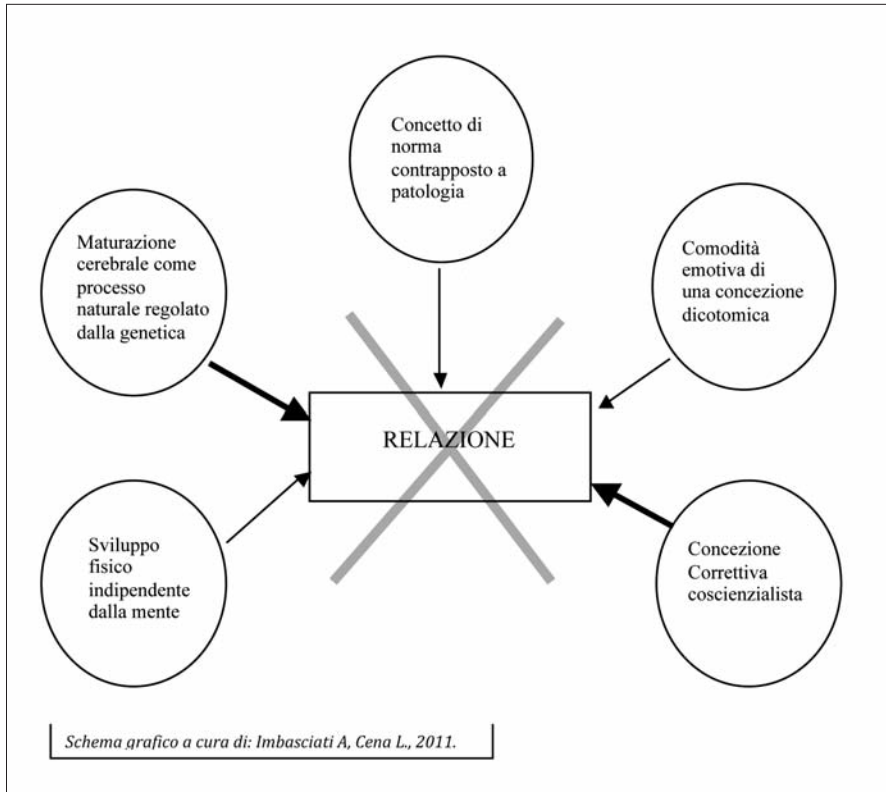 Concetto di
norma
contrapposto a
patologia
Maturazione
cerebrale come
processo
naturale regolato
dalla genetica
Comodità
emotiva di
una concezione
dicotomica
RELAZIONE
Sviluppo
fisico
indipendente
dalla mente
Concezione
Correttiva
coscienzialista
Schema grafico a cura di: Imbasciati A, Cena L., 2011.